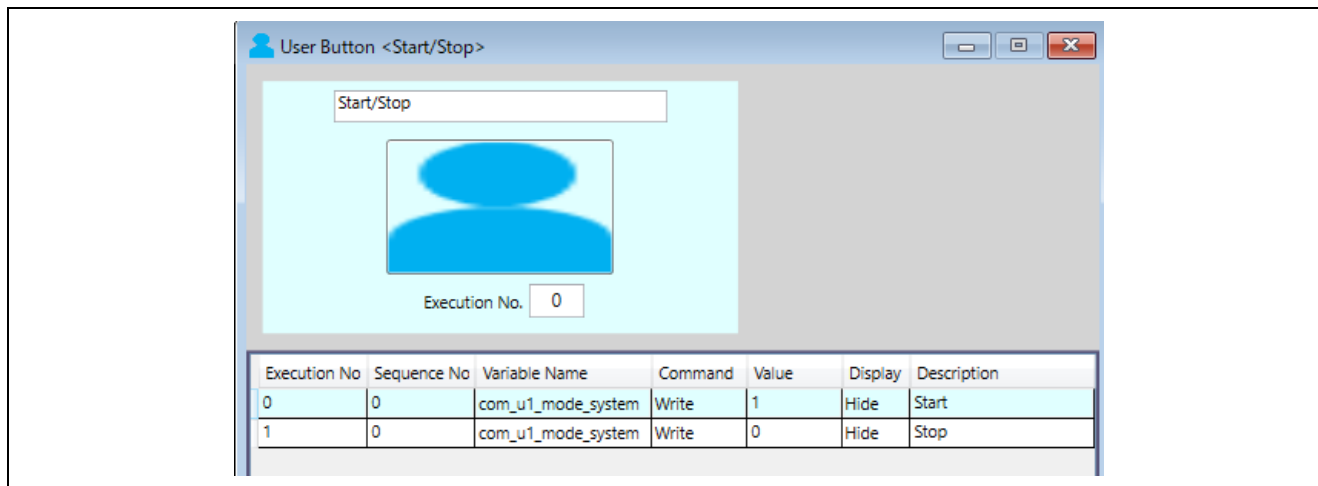 User Button <Start/Stop>
Start/Stop
Execution No. 0
Execution No Sequence No Variable Name Command Value Display Description
0 0 com_u1_mode_system Write 1 Hide Start
1 0 com_u1_mode_system Write 0 Hide Stop